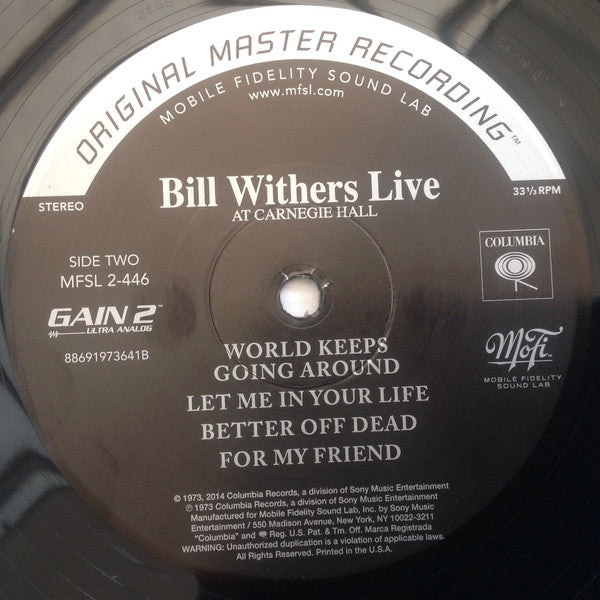 ORIGINAL MASTER RECORDING™
MOBILE FIDELITY SOUND LAB
www.mfsl.com
Bill Withers Live
AT CARNEGIE HALL
STEREO
33 1/3 RPM
SIDE TWO
MFSL 2-446
COLUMBIA
GAIN 2™
ULTRA ANALOG
MoFi
MOBILE FIDELITY
SOUND LAB
88691973641B
WORLD KEEPS
GOING AROUND
LET ME IN YOUR LIFE
BETTER OFF DEAD
FOR MY FRIEND
© 1973, 2014 Columbia Records, a division of Sony Music Entertainment
℗ 1973 Columbia Records, a division of Sony Music Entertainment
Manufactured for Mobile Fidelity Sound Lab, Inc. by Sony Music
Entertainment / 550 Madison Avenue, New York, NY 10022-3211
"Columbia" and Reg. U.S. Pat. & Tm. Off. Marca Registrada
WARNING: Unauthorized duplication is a violation of applicable laws.
All Rights Reserved. Printed in the U.S.A.